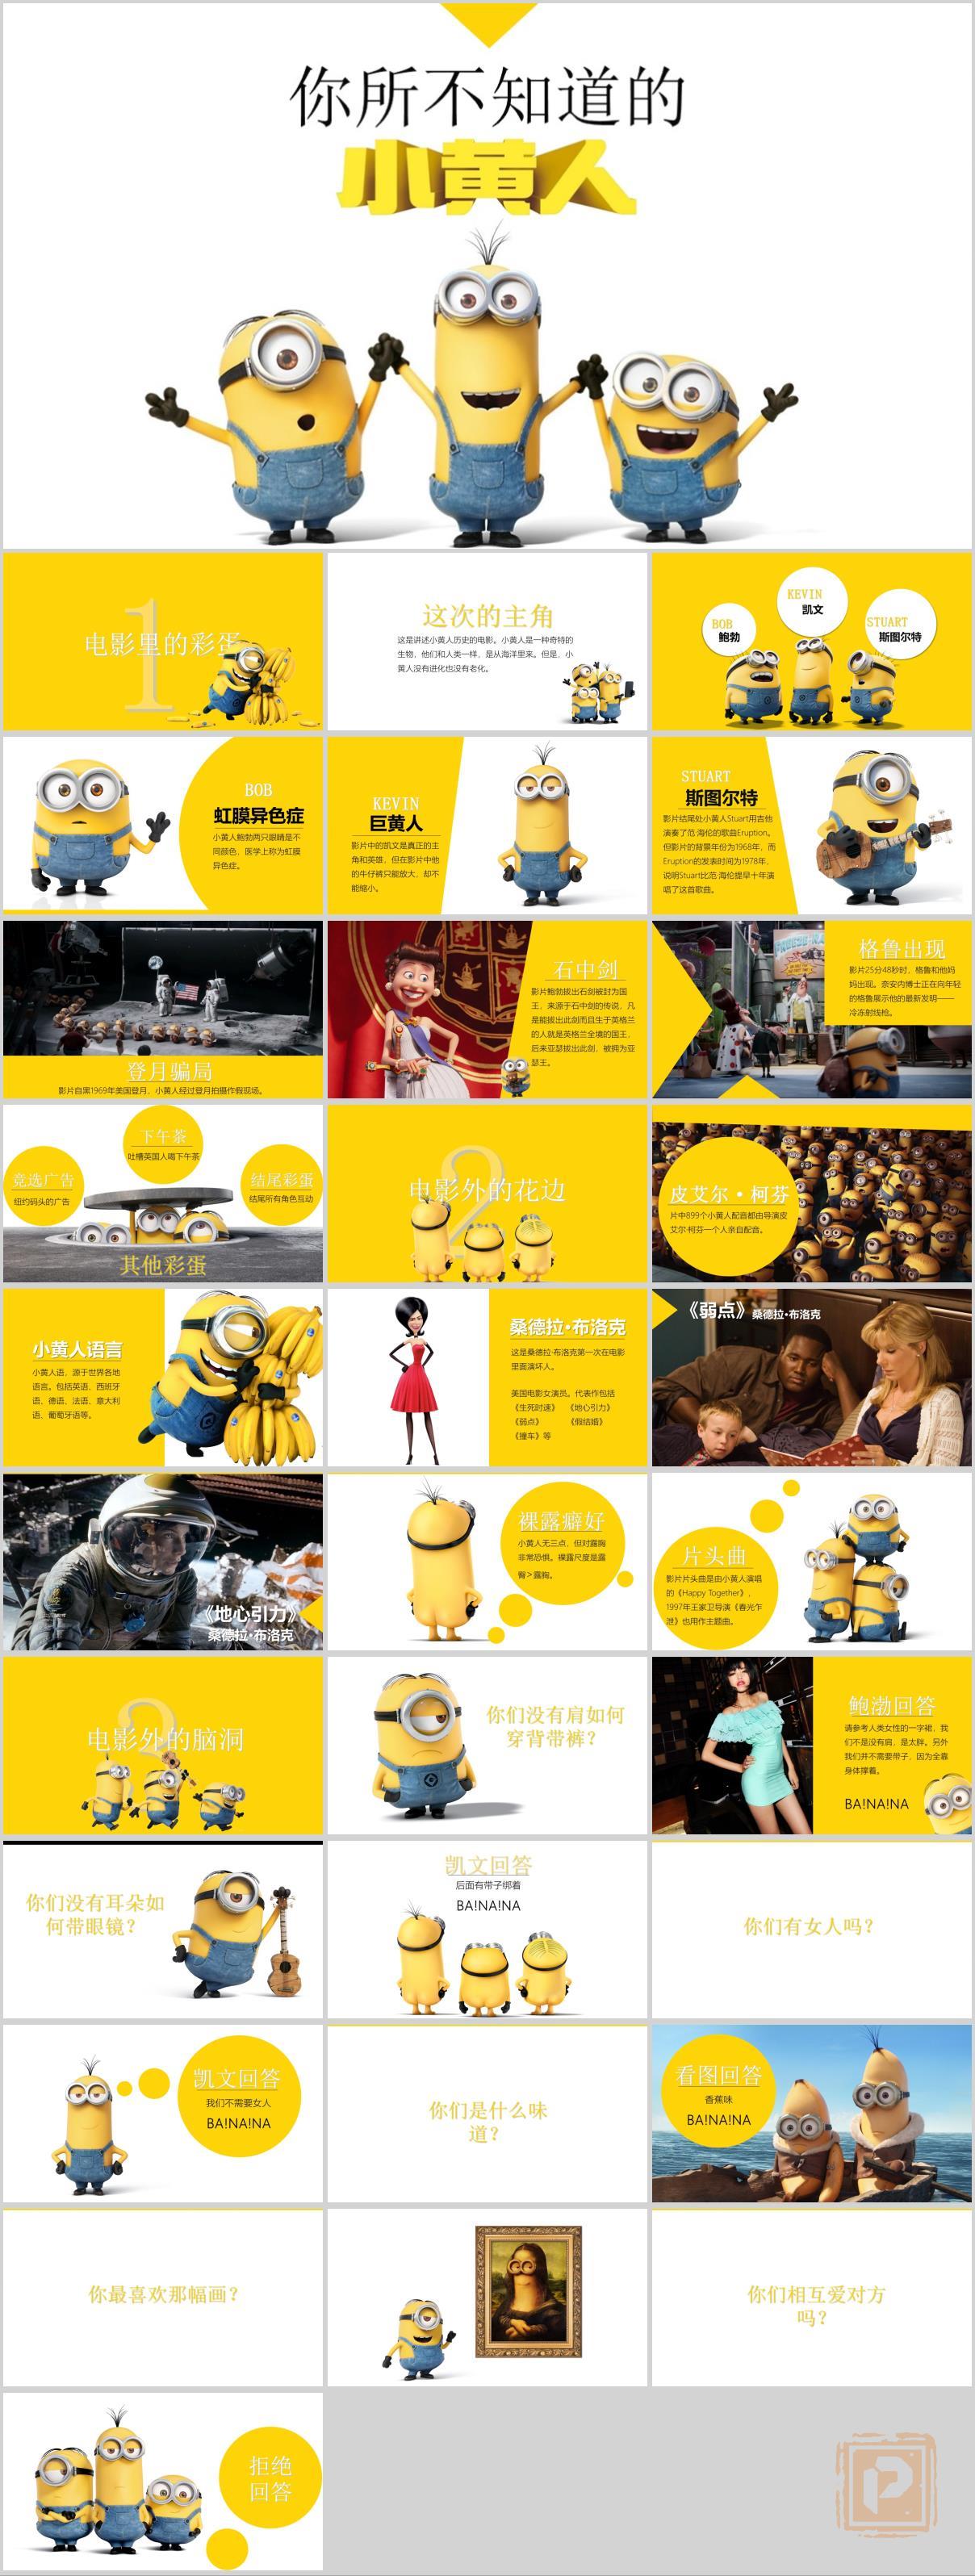 你所不知道的
小黄人
1
电影里的彩蛋
这次的主角
这是讲述小黄人历史的电影。小黄人是一种奇特的
生物，他们和人类一样，是从海洋里来。但是，小
黄人没有进化也没有老化。
BOB
鲍勃
KEVIN
凯文
STUART
斯图尔特
BOB
虹膜异色症
小黄人鲍勃两只眼睛是不
同颜色，医学上称为虹膜
异色症。
KEVIN
巨黄人
影片中的凯文是真正的主
角和英雄，但在影片中他
的牛仔裤只能放大，却不
能缩小。
STUART
斯图尔特
影片结尾处小黄人Stuart用吉他
演奏了范·海伦的歌曲Eruption。
但影片的背景年份为1968年，而
Eruption的发表时间为1978年，
说明Stuart比范·海伦提早十年演
唱了这首歌曲。
登月骗局
影片自黑1969年美国登月，小黄人经过登月拍摄作假现场。
石中剑
影片鲍勃拔出石剑被封为国
王，来源于石中剑的传说，凡
是能拔出此剑而且生于英格兰
的人就是英格兰全境的国王，
后来亚瑟拔出此剑，被拥为亚
瑟王。
格鲁出现
影片25分48秒时，格鲁和他妈
妈出现。奈安内博士正在向年轻
的格鲁展示他的最新发明——
冷冻射线枪。
竞选广告
纽约码头的广告
下午茶
吐槽英国人喝下午茶
结尾彩蛋
结尾所有角色互动
其他彩蛋
2
电影外的花边
皮艾尔·柯芬
片中899个小黄人配音都由导演皮
艾尔·柯芬一个人亲自配音。
小黄人语言
小黄人语，源于世界各地
语言。包括英语，西班牙
语，德语，法语，意大利
语，葡萄牙语等。
桑德拉·布洛克
这是桑德拉·布洛克第一次在电影
里面演坏人。
美国电影女演员。代表作包括
《生死时速》 《地心引力》
《弱点》 《假结婚》
《撞车》等
《弱点》桑德拉·布洛克
《地心引力》
桑德拉·布洛克
裸露癖好
小黄人无三点，但对露胸
非常恐惧。裸露尺度是露
臀>露胸。
片头曲
影片片头曲是由小黄人演唱
的《Happy Together》，
1997年王家卫导演《春光乍
泄》也用作主题曲。
3
电影外的脑洞
你们没有肩如何
穿背带裤？
鲍渤回答
请参考人类女性的一字裙，我
们不是没有肩，是太胖。另外
我们并不需要带子，因为全靠
身体撑着。
BA!NA!NA
你们没有耳朵如
何带眼镜？
凯文回答
后面有带子绑着
BA!NA!NA
你们有女人吗？
凯文回答
我们不需要女人
BA!NA!NA
你们是什么味
道？
看图回答
香蕉味
BA!NA!NA
你最喜欢那幅画？
你们相互爱对方
吗？
拒绝
回答
P